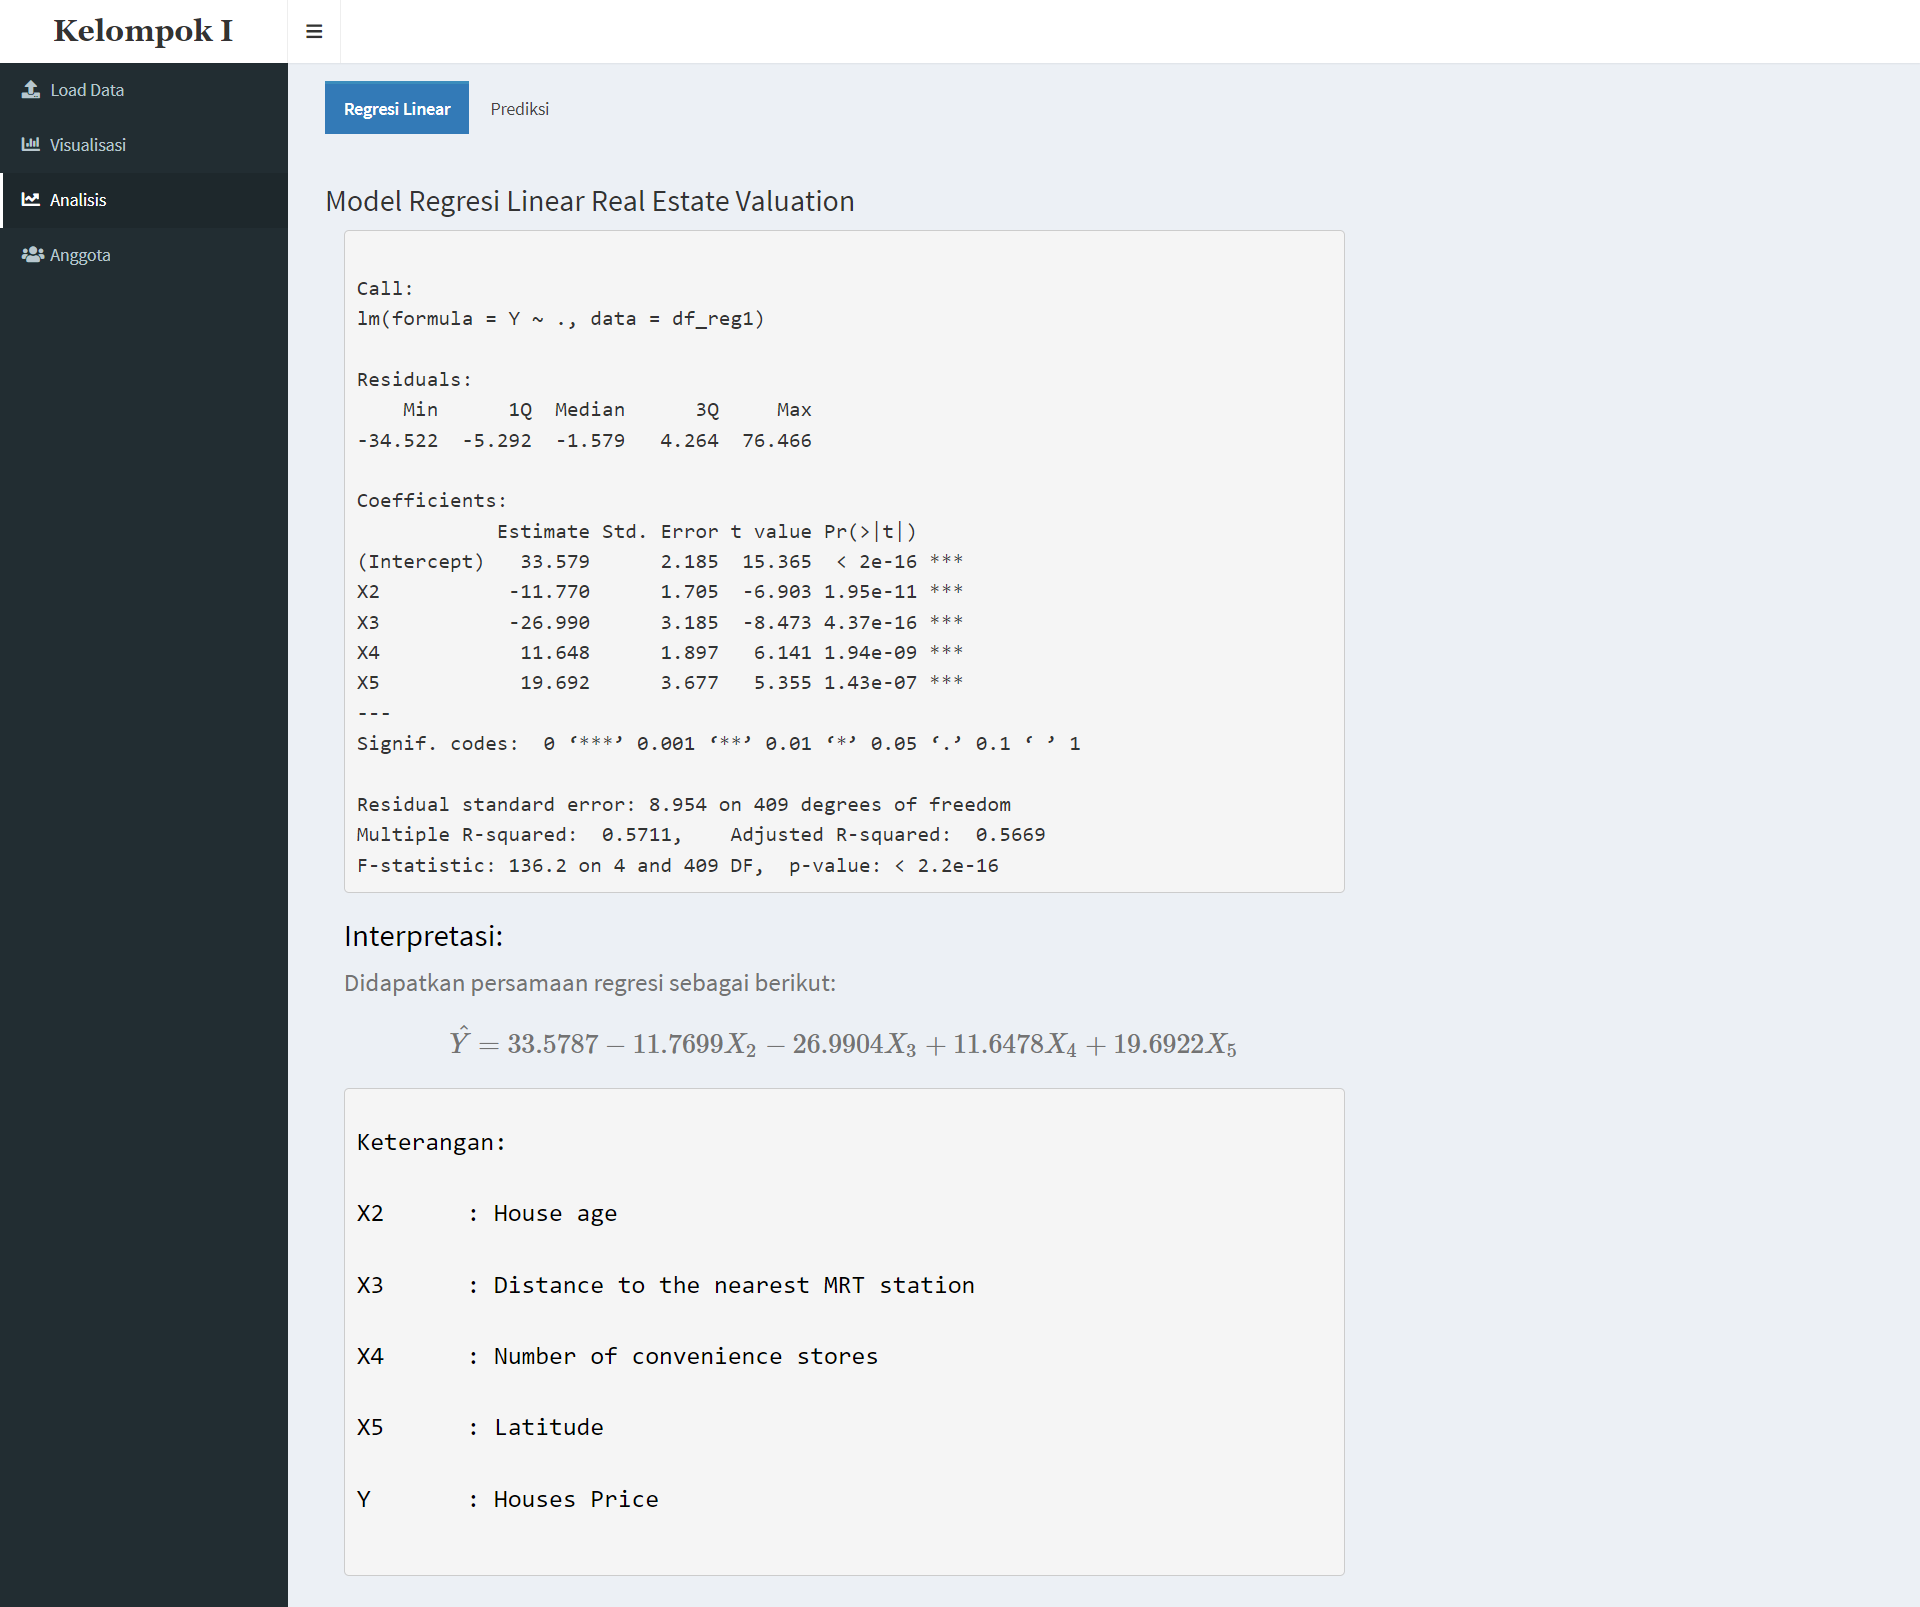 Kelompok I
Load Data
Visualisasi
Analisis
Anggota
Regresi Linear Prediksi
Model Regresi Linear Real Estate Valuation
Call:
lm(formula = Y ~ ., data = df_reg1)
Residuals:
Min 1Q Median 3Q Max
-34.522 -5.292 -1.579 4.264 76.466
Coefficients:
Estimate Std. Error t value Pr(>|t|)
(Intercept) 33.579 2.185 15.365 < 2e-16 ***
X2 -11.770 1.705 -6.903 1.95e-11 ***
X3 -26.990 3.185 -8.473 4.37e-16 ***
X4 11.648 1.897 6.141 1.94e-09 ***
X5 19.692 3.677 5.355 1.43e-07 ***
---
Signif. codes: 0 ‘***’ 0.001 ‘**’ 0.01 ‘*’ 0.05 ‘.’ 0.1 ‘ ’ 1
Residual standard error: 8.954 on 409 degrees of freedom
Multiple R-squared: 0.5711, Adjusted R-squared: 0.5669
F-statistic: 136.2 on 4 and 409 DF, p-value: < 2.2e-16
Interpretasi:
Didapatkan persamaan regresi sebagai berikut:
Ŷ = 33.5787 − 11.7699X₂ − 26.9904X₃ + 11.6478X₄ + 19.6922X₅
Keterangan:
X2 : House age
X3 : Distance to the nearest MRT station
X4 : Number of convenience stores
X5 : Latitude
Y : Houses Price